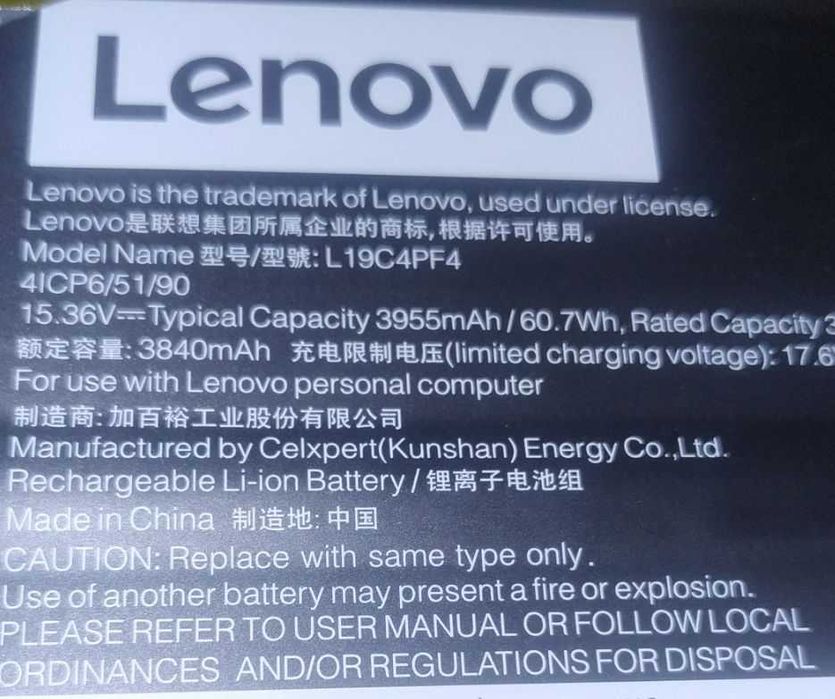 Lenovo
Lenovo is the trademark of Lenovo, used under license.
Lenovo是联想集团所属企业的商标,根据许可使用。
Model Name 型号/型號: L19C4PF4
4ICP6/51/90
15.36V⎓Typical Capacity 3955mAh / 60.7Wh, Rated Capacity
额定容量: 3840mAh 充电限制电压(limited charging voltage): 17.6
For use with Lenovo personal computer
制造商: 加百裕工业股份有限公司
Manufactured by Celxpert(Kunshan) Energy Co.,Ltd.
Rechargeable Li-ion Battery / 锂离子电池组
Made in China 制造地: 中国
CAUTION: Replace with same type only.
Use of another battery may present a fire or explosion.
PLEASE REFER TO USER MANUAL OR FOLLOW LOCAL
ORDINANCES AND/OR REGULATIONS FOR DISPOSAL